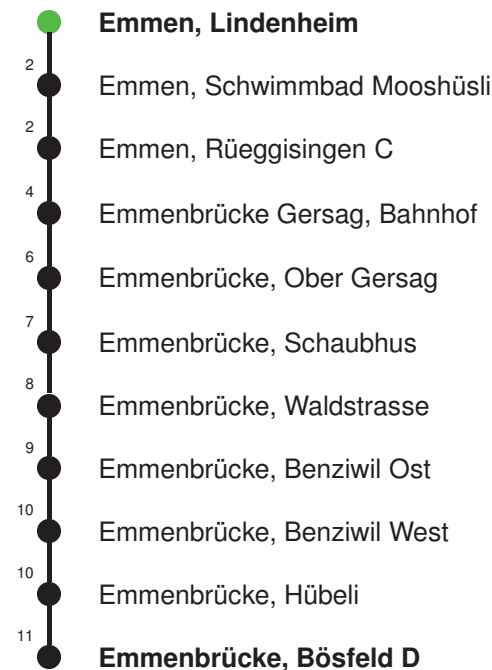 Emmen, Lindenheim
2 Emmen, Schwimmbad Mooshüsli
2 Emmen, Rüeggisingen C
4 Emmenbrücke Gersag, Bahnhof
6 Emmenbrücke, Ober Gersag
7 Emmenbrücke, Schaubhus
8 Emmenbrücke, Waldstrasse
9 Emmenbrücke, Benziwil Ost
10 Emmenbrücke, Benziwil West
10 Emmenbrücke, Hübeli
11 Emmenbrücke, Bösfeld D